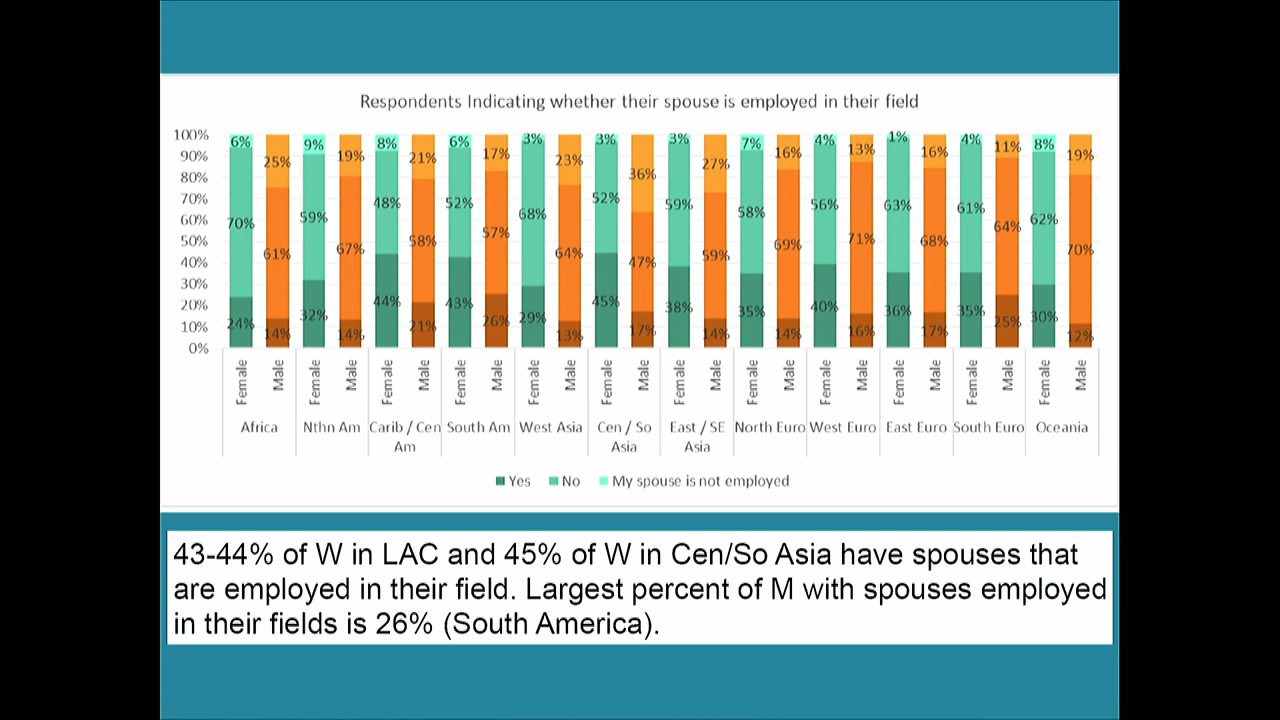 Respondents Indicating whether their spouse is employed in their field
100% 6% 25% 9% 19% 8% 21% 6% 17% 3% 23% 3% 36% 3% 27% 7% 16% 4% 13% 1% 16% 4% 11% 8% 19%
90%
80%
70% 70% 61% 59% 67% 48% 58% 52% 57% 68% 64% 52% 47% 59% 59% 58% 69% 56% 71% 63% 68% 61% 64% 62% 70%
60%
50%
40%
30%
20% 24% 14% 32% 14% 44% 21% 43% 26% 29% 13% 45% 17% 38% 14% 35% 14% 40% 16% 36% 17% 35% 25% 30% 12%
10%
0%
Female Male Female Male Female Male Female Male Female Male Female Male Female Male Female Male Female Male Female Male Female Male Female Male
Africa Nthn Am Carib / Cen Am South Am West Asia Cen / So Asia East / SE Asia North Euro West Euro East Euro South Euro Oceania
Yes No My spouse is not employed
43-44% of W in LAC and 45% of W in Cen/So Asia have spouses that
are employed in their field. Largest percent of M with spouses employed
in their fields is 26% (South America).